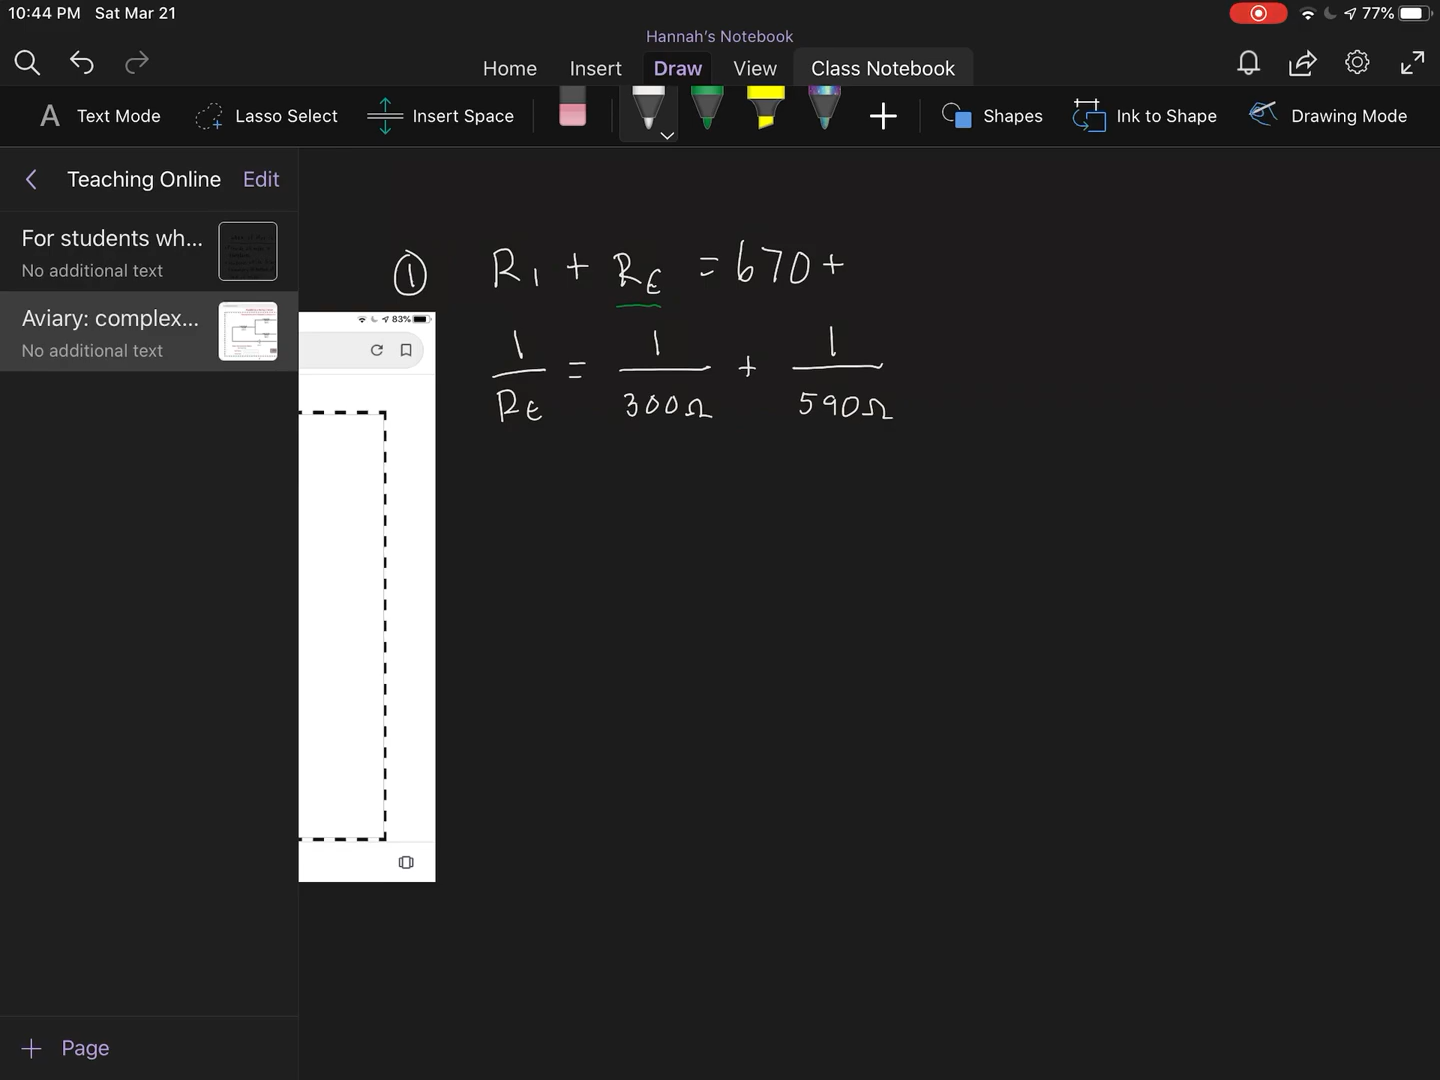 10:44 PM Sat Mar 21
77%
Hannah's Notebook
Home Insert Draw View Class Notebook
A Text Mode Lasso Select Insert Space Shapes Ink to Shape Drawing Mode
Teaching Online Edit
For students wh...
No additional text
Aviary: complex...
No additional text
83%
① R1 + RE = 670 +
1/RE = 1/300Ω + 1/590Ω
+ Page